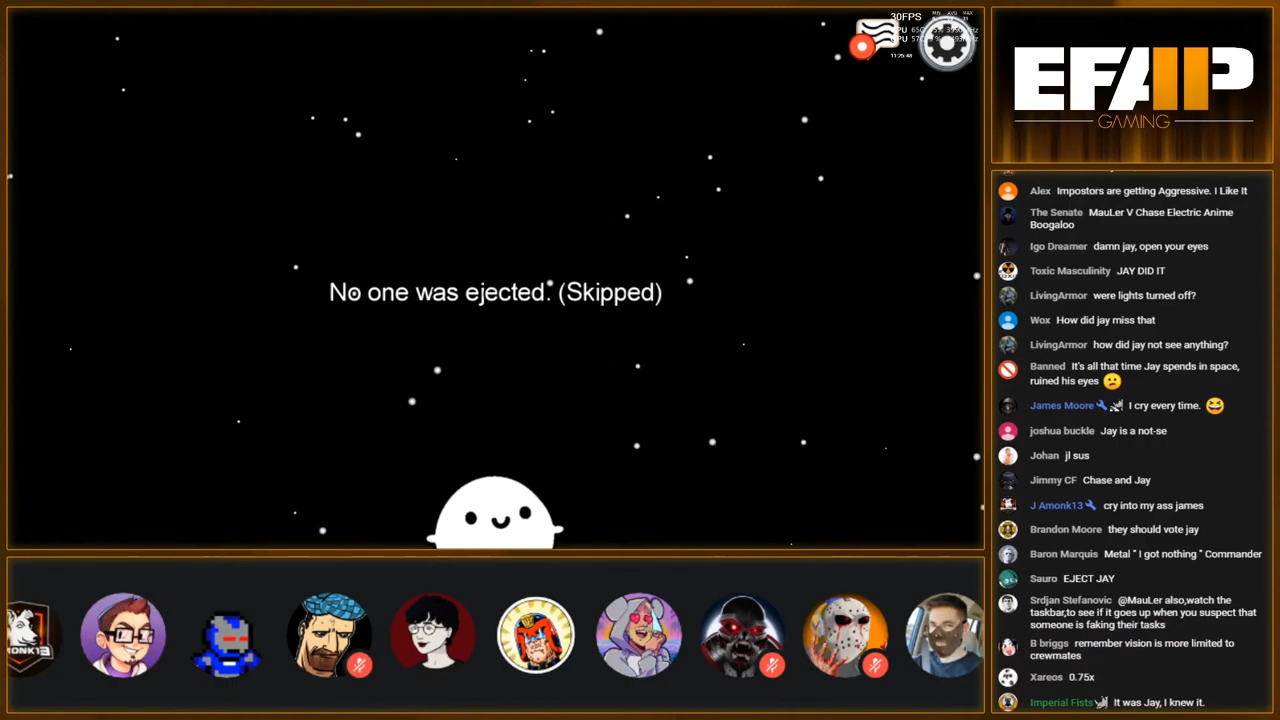 30FPS
MIN AVG MAX
11:25:48
EFAP
GAMING
No one was ejected. (Skipped)
Alex Impostors are getting Aggressive. I Like It
The Senate MauLer V Chase Electric Anime
Boogaloo
Igo Dreamer damn jay, open your eyes
Toxic Masculinity JAY DID IT
LivingArmor were lights turned off?
Wox How did jay miss that
LivingArmor how did jay not see anything?
Banned It's all that time Jay spends in space,
ruined his eyes 😕
James Moore I cry every time. 😆
joshua buckle Jay is a not-se
Johan jl sus
Jimmy CF Chase and Jay
J Amonk13 cry into my ass james
Brandon Moore they should vote jay
Baron Marquis Metal " I got nothing " Commander
Sauro EJECT JAY
Srdjan Stefanovic @MauLer also,watch the
taskbar,to see if it goes up when you suspect that
someone is faking their tasks
B briggs remember vision is more limited to
crewmates
Xareos 0.75x
Imperial Fists It was Jay, I knew it.